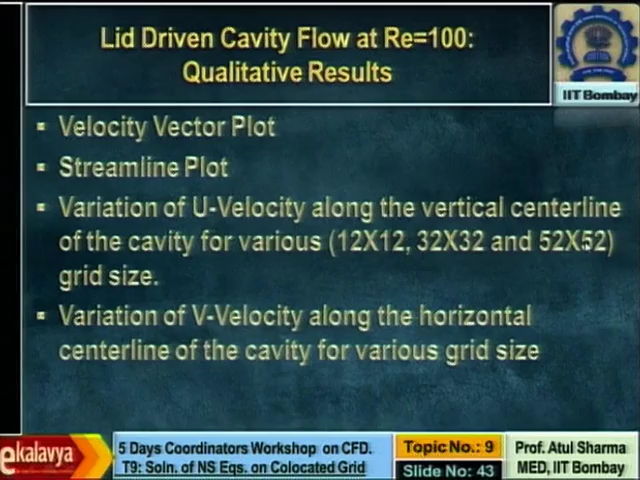 Lid Driven Cavity Flow at Re=100:
Qualitative Results
IIT Bombay
▪ Velocity Vector Plot
▪ Streamline Plot
▪ Variation of U-Velocity along the vertical centerline
of the cavity for various (12X12, 32X32 and 52X52)
grid size.
▪ Variation of V-Velocity along the horizontal
centerline of the cavity for various grid size
ekalavya
5 Days Coordinators Workshop on CFD.
T9: Soln. of NS Eqs. on Colocated Grid
Topic No.: 9
Slide No: 43
Prof. Atul Sharma
MED, IIT Bombay